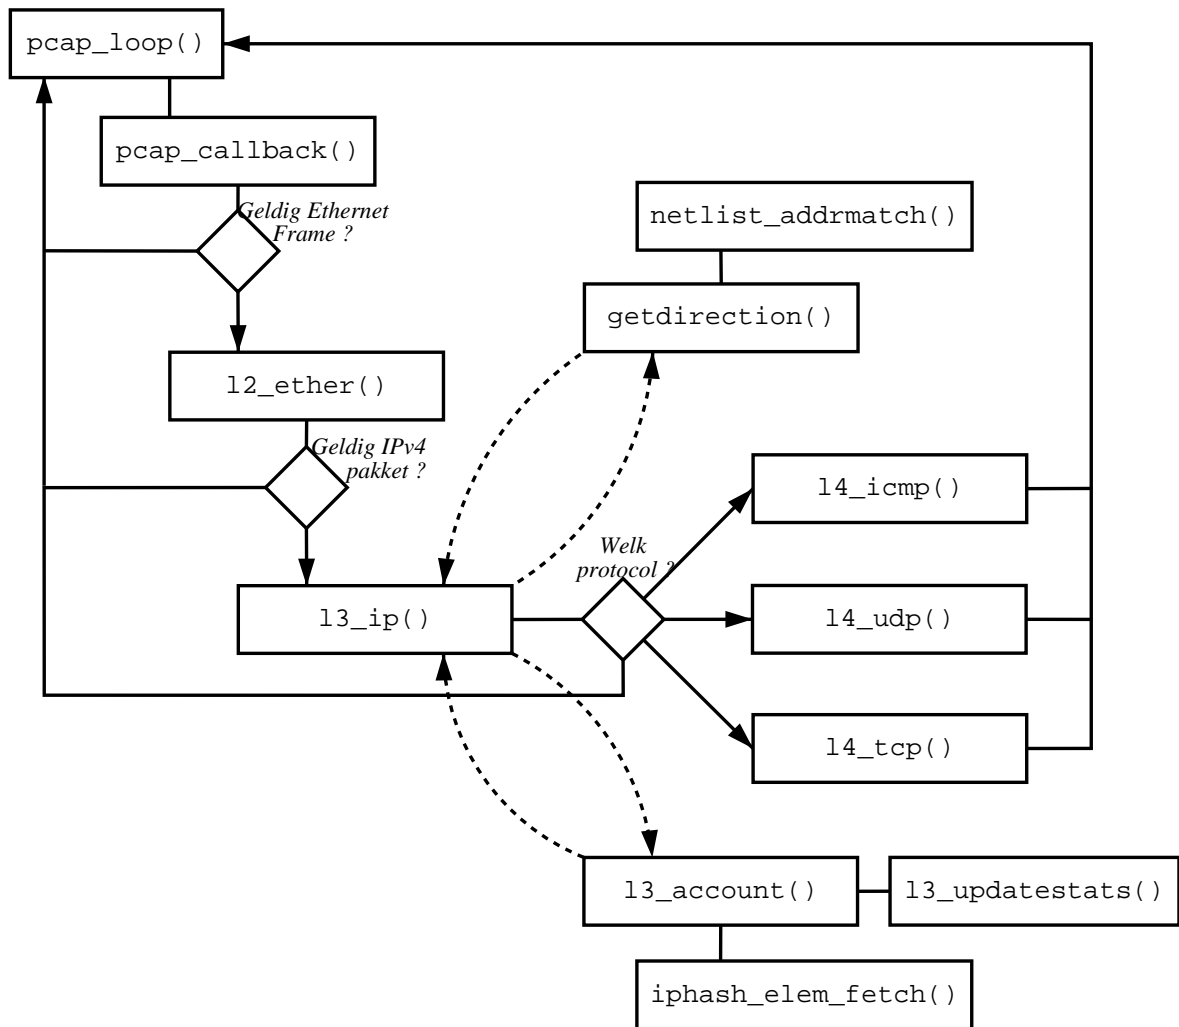 pcap_loop()
pcap_callback()
Geldig Ethernet
Frame ?
netlist_addrmatch()
getdirection()
l2_ether()
Geldig IPv4
pakket ?
l4_icmp()
Welk
protocol ?
l3_ip()
l4_udp()
l4_tcp()
l3_account()
l3_updatestats()
iphash_elem_fetch()